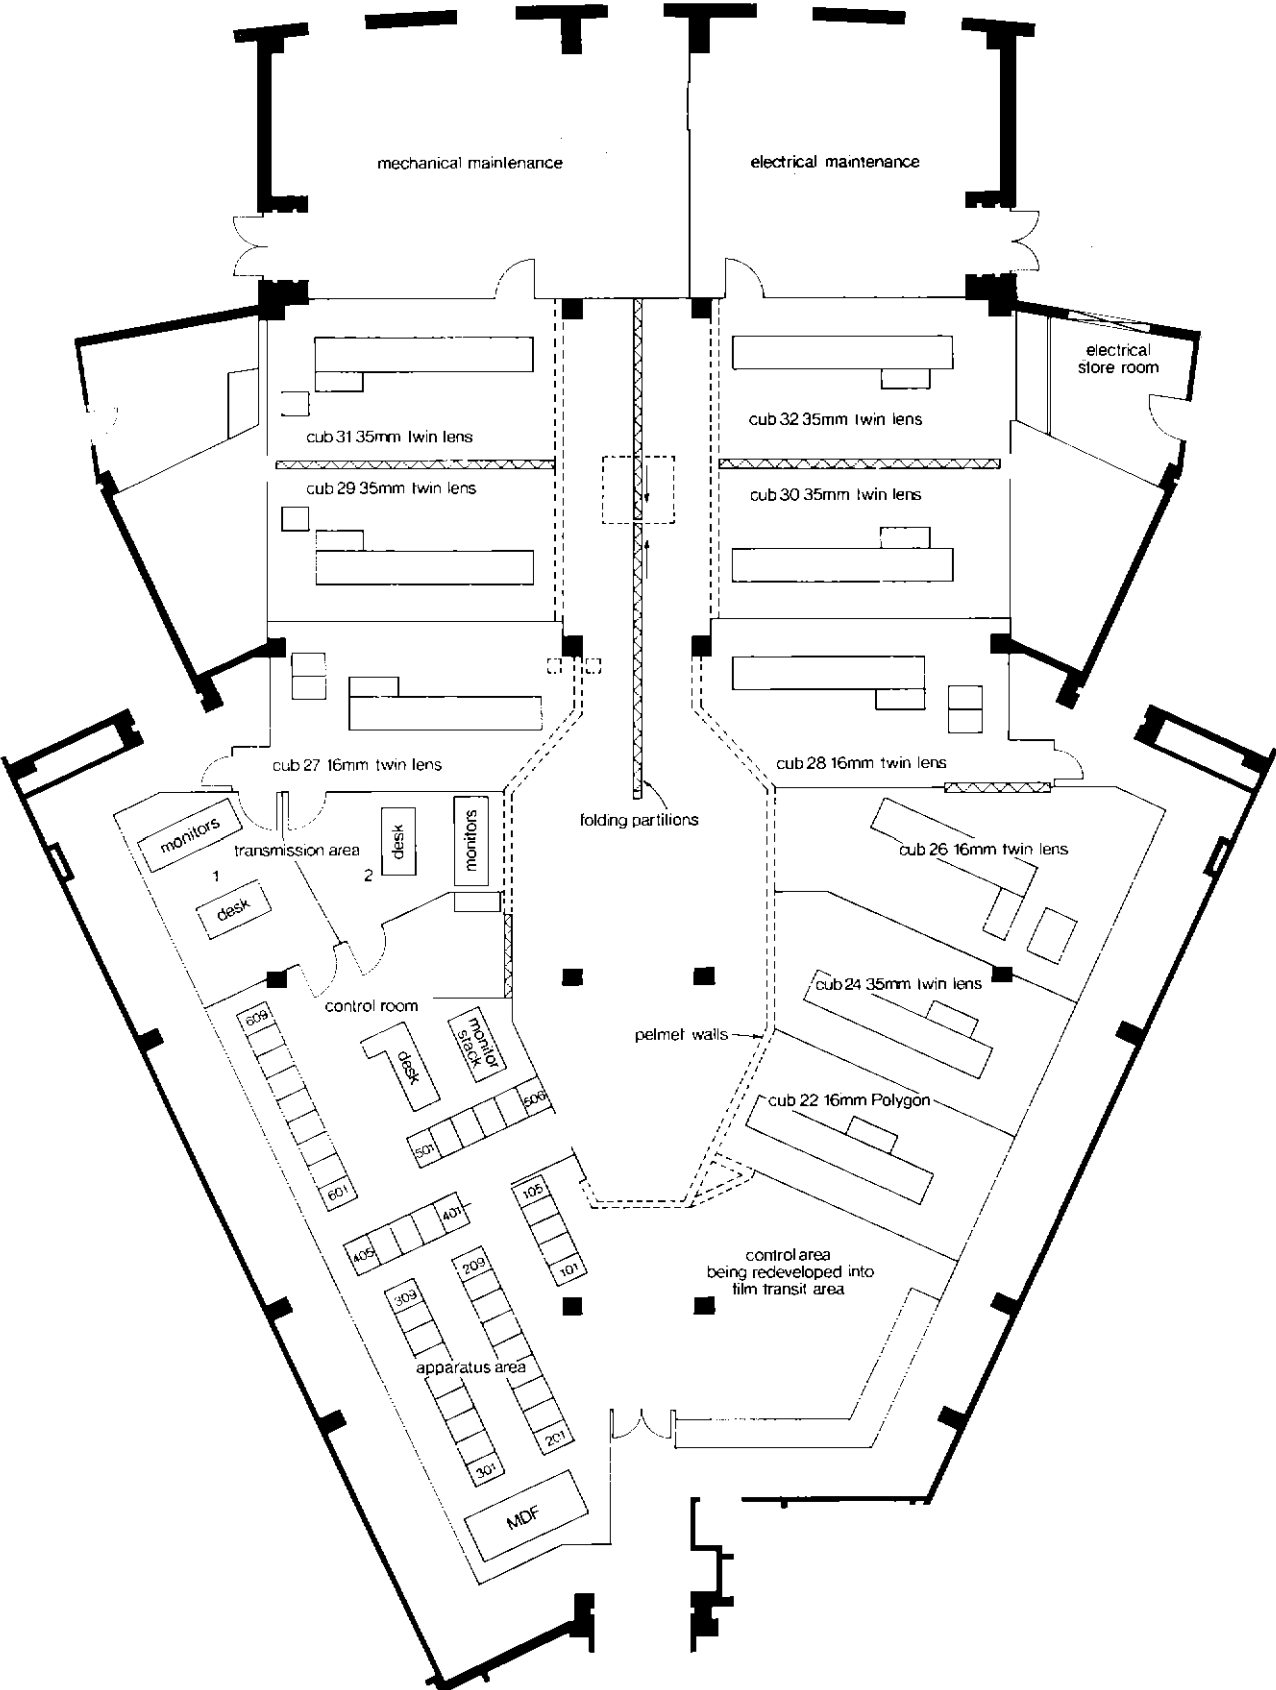 mechanical maintenance
electrical maintenance
electrical
store room
cub 31 35mm twin lens
cub 32 35mm twin lens
cub 29 35mm twin lens
cub 30 35mm twin lens
cub 27 16mm twin lens
cub 28 16mm twin lens
folding partitions
monitors
transmission area
1
desk
2
desk
monitors
cub 26 16mm twin lens
cub 24 35mm twin lens
control room
609
601
desk
monitor
stack
501
506
pelmet walls
cub 22 16mm Polygon
405
401
105
101
control area
being redeveloped into
film transit area
309
301
209
201
apparatus area
MDF